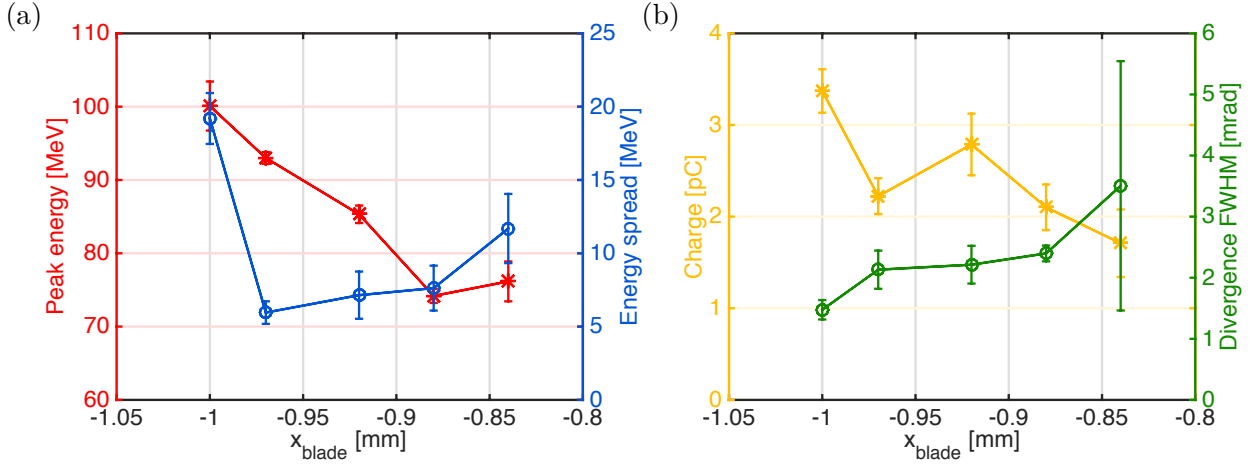 (a)
110
100
90
80
70
60
Peak energy [MeV]
25
20
15
10
5
0
Energy spread [MeV]
-1.05 -1 -0.95 -0.9 -0.85 -0.8
x_blade [mm]
(b)
4
3
2
1
0
Charge [pC]
6
5
4
3
2
1
0
Divergence FWHM [mrad]
-1.05 -1 -0.95 -0.9 -0.85 -0.8
x_blade [mm]